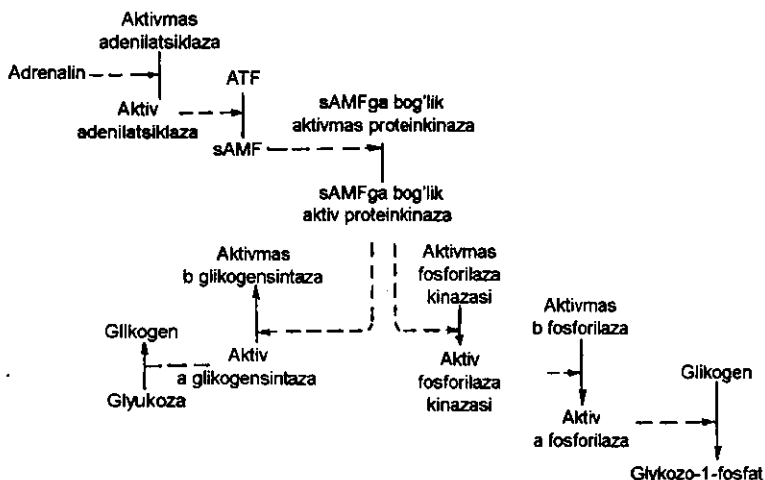 Aktivmas
adenilatsiklaza
Adrenalin
Aktiv
adenilatsiklaza
ATF
sAMF
sAMFga bog'lik
aktivmas proteinkinaza
sAMFga bog'lik
aktiv proteinkinaza
Aktivmas
b glikogensintaza
Aktivmas
fosforilaza
kinazasi
Glikogen
Glyukoza
Aktiv
a glikogensintaza
Aktiv
fosforilaza
kinazasi
Aktivmas
b fosforilaza
Aktiv
a fosforilaza
Glikogen
Glykozo-1-fosfat